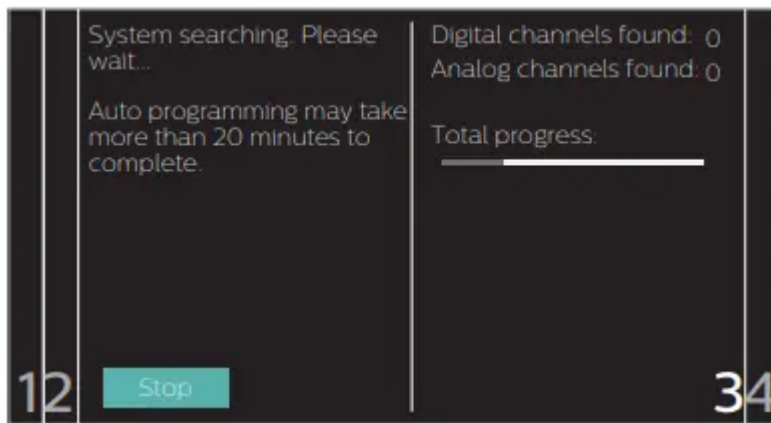 System searching. Please
wait...
Auto programming may take
more than 20 minutes to
complete.
Stop
Digital channels found: 0
Analog channels found: 0
Total progress:
1 2
3 4